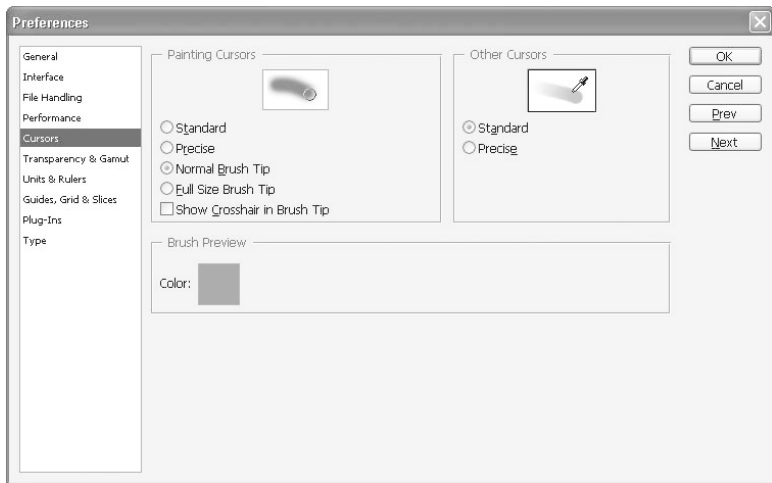 Preferences
General
Interface
File Handling
Performance
Cursors
Transparency & Gamut
Units & Rulers
Guides, Grid & Slices
Plug-Ins
Type
Painting Cursors
Standard
Precise
Normal Brush Tip
Full Size Brush Tip
Show Crosshair in Brush Tip
Other Cursors
Standard
Precise
Brush Preview
Color:
OK
Cancel
Prev
Next